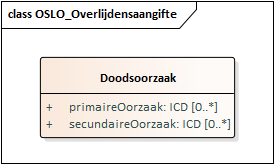 class OSLO_Overlijdensaangifte
Doodsoorzaak
+ primaireOorzaak: ICD [0..*]
+ secundaireOorzaak: ICD [0..*]